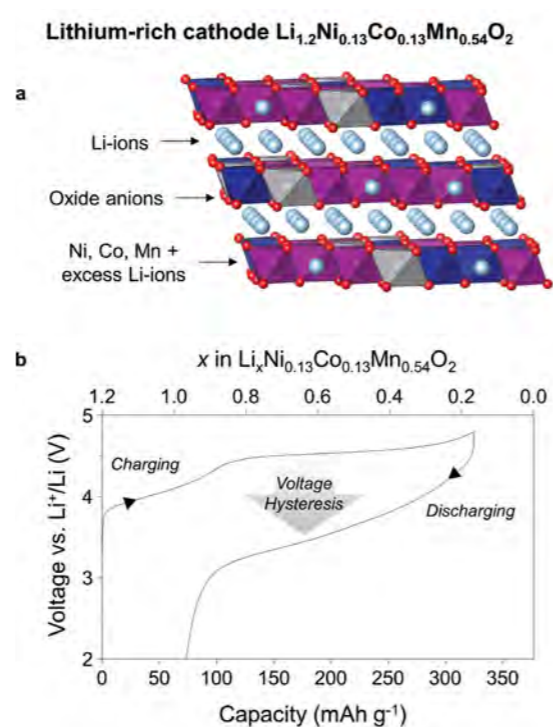 Lithium-rich cathode Li1.2Ni0.13Co0.13Mn0.54O2
a
Li-ions
Oxide anions
Ni, Co, Mn +
excess Li-ions
b
x in LixNi0.13Co0.13Mn0.54O2
1.2 1.0 0.8 0.6 0.4 0.2 0.0
Voltage vs. Li+/Li (V)
5
4
3
2
Charging
Voltage
Hysteresis
Discharging
0 50 100 150 200 250 300 350
Capacity (mAh g-1)